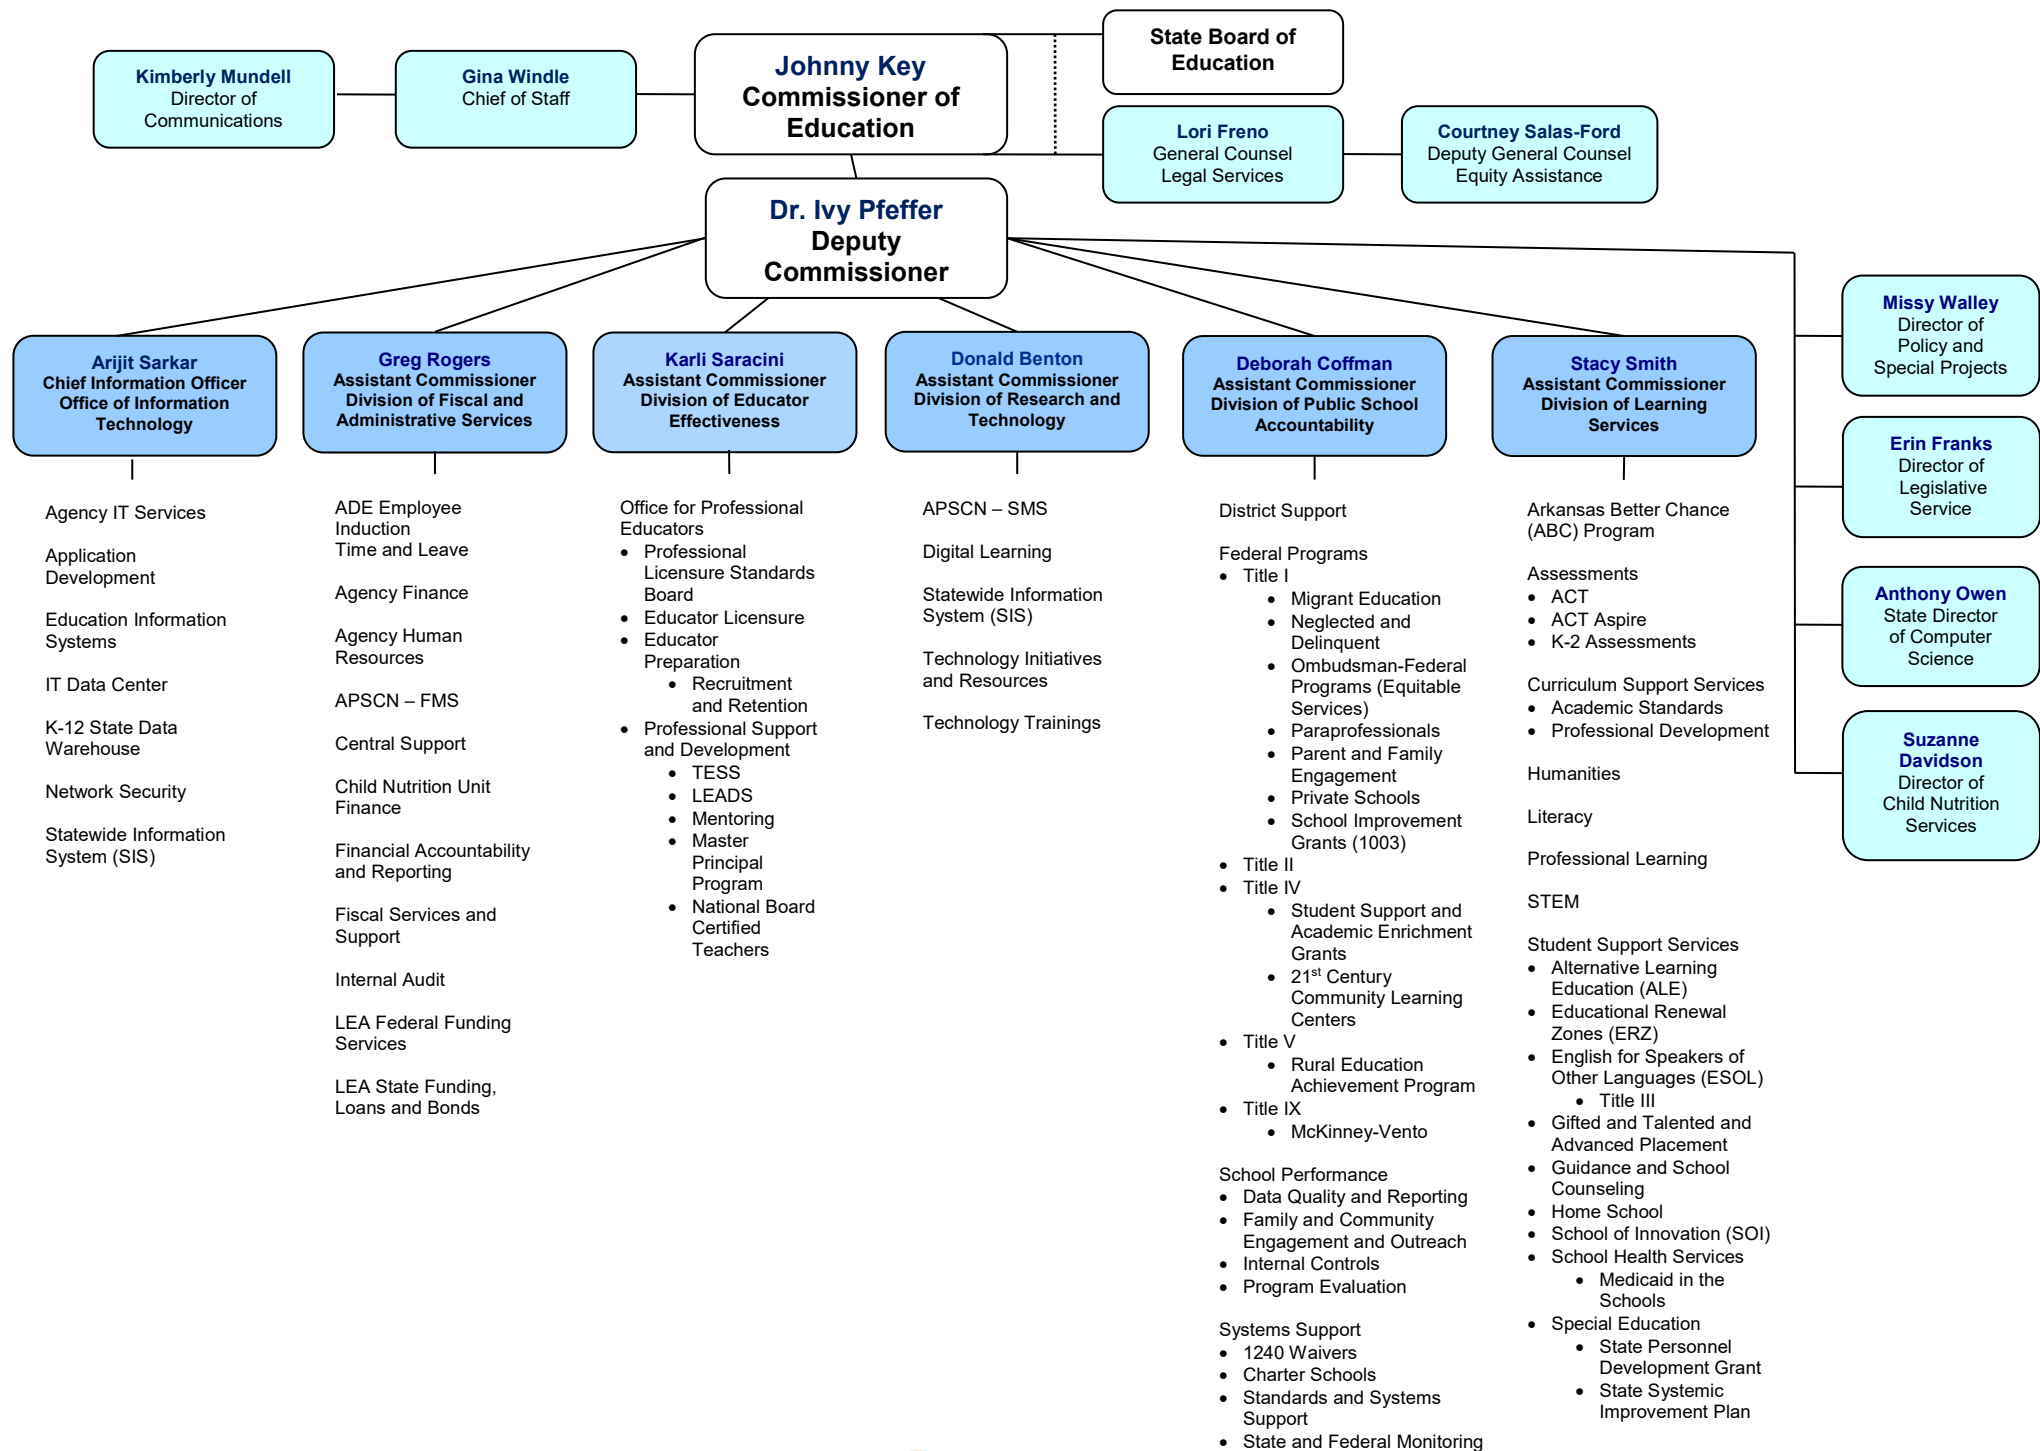 Kimberly Mundell
Director of
Communications
Gina Windle
Chief of Staff
Johnny Key
Commissioner of
Education
State Board of
Education
Lori Freno
General Counsel
Legal Services
Courtney Salas-Ford
Deputy General Counsel
Equity Assistance
Dr. Ivy Pfeffer
Deputy
Commissioner
Arijit Sarkar
Chief Information Officer
Office of Information
Technology
Agency IT Services
Application
Development
Education Information
Systems
IT Data Center
K-12 State Data
Warehouse
Network Security
Statewide Information
System (SIS)
Greg Rogers
Assistant Commissioner
Division of Fiscal and
Administrative Services
ADE Employee
Induction
Time and Leave
Agency Finance
Agency Human
Resources
APSCN – FMS
Central Support
Child Nutrition Unit
Finance
Financial Accountability
and Reporting
Fiscal Services and
Support
Internal Audit
LEA Federal Funding
Services
LEA State Funding,
Loans and Bonds
Karli Saracini
Assistant Commissioner
Division of Educator
Effectiveness
Office for Professional
Educators
• Professional
Licensure Standards
Board
• Educator Licensure
• Educator
Preparation
• Recruitment
and Retention
• Professional Support
and Development
• TESS
• LEADS
• Mentoring
• Master
Principal
Program
• National Board
Certified
Teachers
Donald Benton
Assistant Commissioner
Division of Research and
Technology
APSCN – SMS
Digital Learning
Statewide Information
System (SIS)
Technology Initiatives
and Resources
Technology Trainings
Deborah Coffman
Assistant Commissioner
Division of Public School
Accountability
District Support
Federal Programs
• Title I
• Migrant Education
• Neglected and
Delinquent
• Ombudsman-Federal
Programs (Equitable
Services)
• Paraprofessionals
• Parent and Family
Engagement
• Private Schools
• School Improvement
Grants (1003)
• Title II
• Title IV
• Student Support and
Academic Enrichment
Grants
• 21st Century
Community Learning
Centers
• Title V
• Rural Education
Achievement Program
• Title IX
• McKinney-Vento
School Performance
• Data Quality and Reporting
• Family and Community
Engagement and Outreach
• Internal Controls
• Program Evaluation
Systems Support
• 1240 Waivers
• Charter Schools
• Standards and Systems
Support
• State and Federal Monitoring
Stacy Smith
Assistant Commissioner
Division of Learning
Services
Arkansas Better Chance
(ABC) Program
Assessments
• ACT
• ACT Aspire
• K-2 Assessments
Curriculum Support Services
• Academic Standards
• Professional Development
Humanities
Literacy
Professional Learning
STEM
Student Support Services
• Alternative Learning
Education (ALE)
• Educational Renewal
Zones (ERZ)
• English for Speakers of
Other Languages (ESOL)
• Title III
• Gifted and Talented and
Advanced Placement
• Guidance and School
Counseling
• Home School
• School of Innovation (SOI)
• School Health Services
• Medicaid in the
Schools
• Special Education
• State Personnel
Development Grant
• State Systemic
Improvement Plan
Missy Walley
Director of
Policy and
Special Projects
Erin Franks
Director of
Legislative
Service
Anthony Owen
State Director
of Computer
Science
Suzanne
Davidson
Director of
Child Nutrition
Services